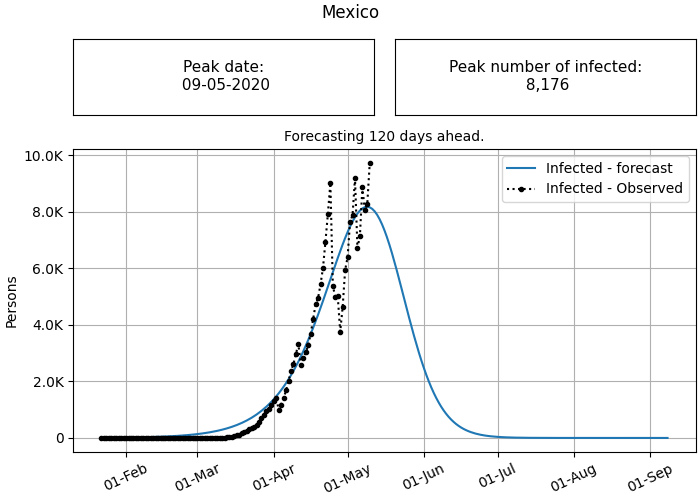 Mexico
Peak date:
09-05-2020
Peak number of infected:
8,176
Forecasting 120 days ahead.
Infected - forecast
Infected - Observed
Persons
10.0K
8.0K
6.0K
4.0K
2.0K
0
01-Feb
01-Mar
01-Apr
01-May
01-Jun
01-Jul
01-Aug
01-Sep